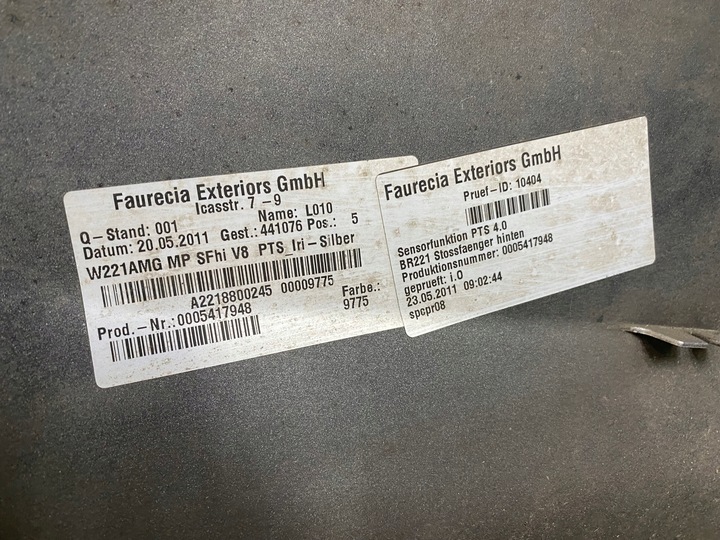 Faurecia Exteriors GmbH
Icasstr. 7 -9
Q-Stand: 001 Name: L010
Datum: 20.05.2011 Gest.: 441076 Pos.: 5
W221AMG MP SFhi V8 PTS_Iri-Silber
A2218800245 00009775 Farbe.:
9775
Prod.-Nr.:0005417948
Faurecia Exteriors GmbH
Pruef-ID: 10404
Sensorfunktion PTS 4.0
BR221 Stossfaenger hinten
Produktionsnummer: 0005417948
geprueft: i.O
23.05.2011 09:02:44
spcpr08